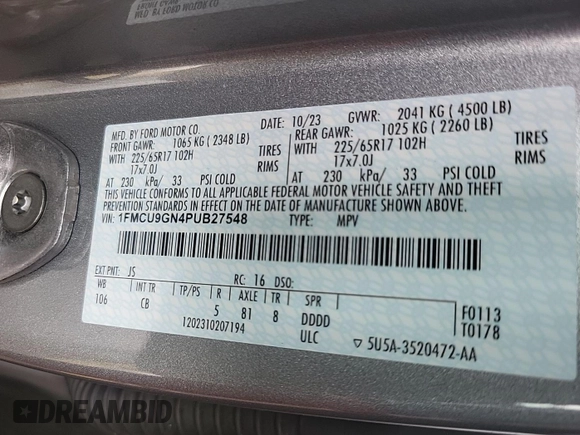 MFD. BY FORD MOTOR CO.
DATE: 10/23 GVWR: 2041 KG ( 4500 LB)
FRONT GAWR: 1065 KG ( 2348 LB) REAR GAWR: 1025 KG ( 2260 LB)
WITH 225/65R17 102H TIRES WITH 225/65R17 102H TIRES
17x7.0J RIMS 17x7.0J RIMS
AT 230 kPa/ 33 PSI COLD AT 230 kPa/ 33 PSI COLD
THIS VEHICLE CONFORMS TO ALL APPLICABLE FEDERAL MOTOR VEHICLE SAFETY AND THEFT
PREVENTION STANDARDS IN EFFECT ON THE DATE OF MANUFACTURE SHOWN ABOVE.
VIN: 1FMCU9GN4PUB27548 TYPE: MPV
EXT PNT: JS RC: 16 DSO:
WB INT TR TP/PS R AXLE TR SPR
106 CB 5 81 8 DDDD F0113
T0178
1202310207194 ULC ▽ 5U5A-3520472-AA
DREAMBID